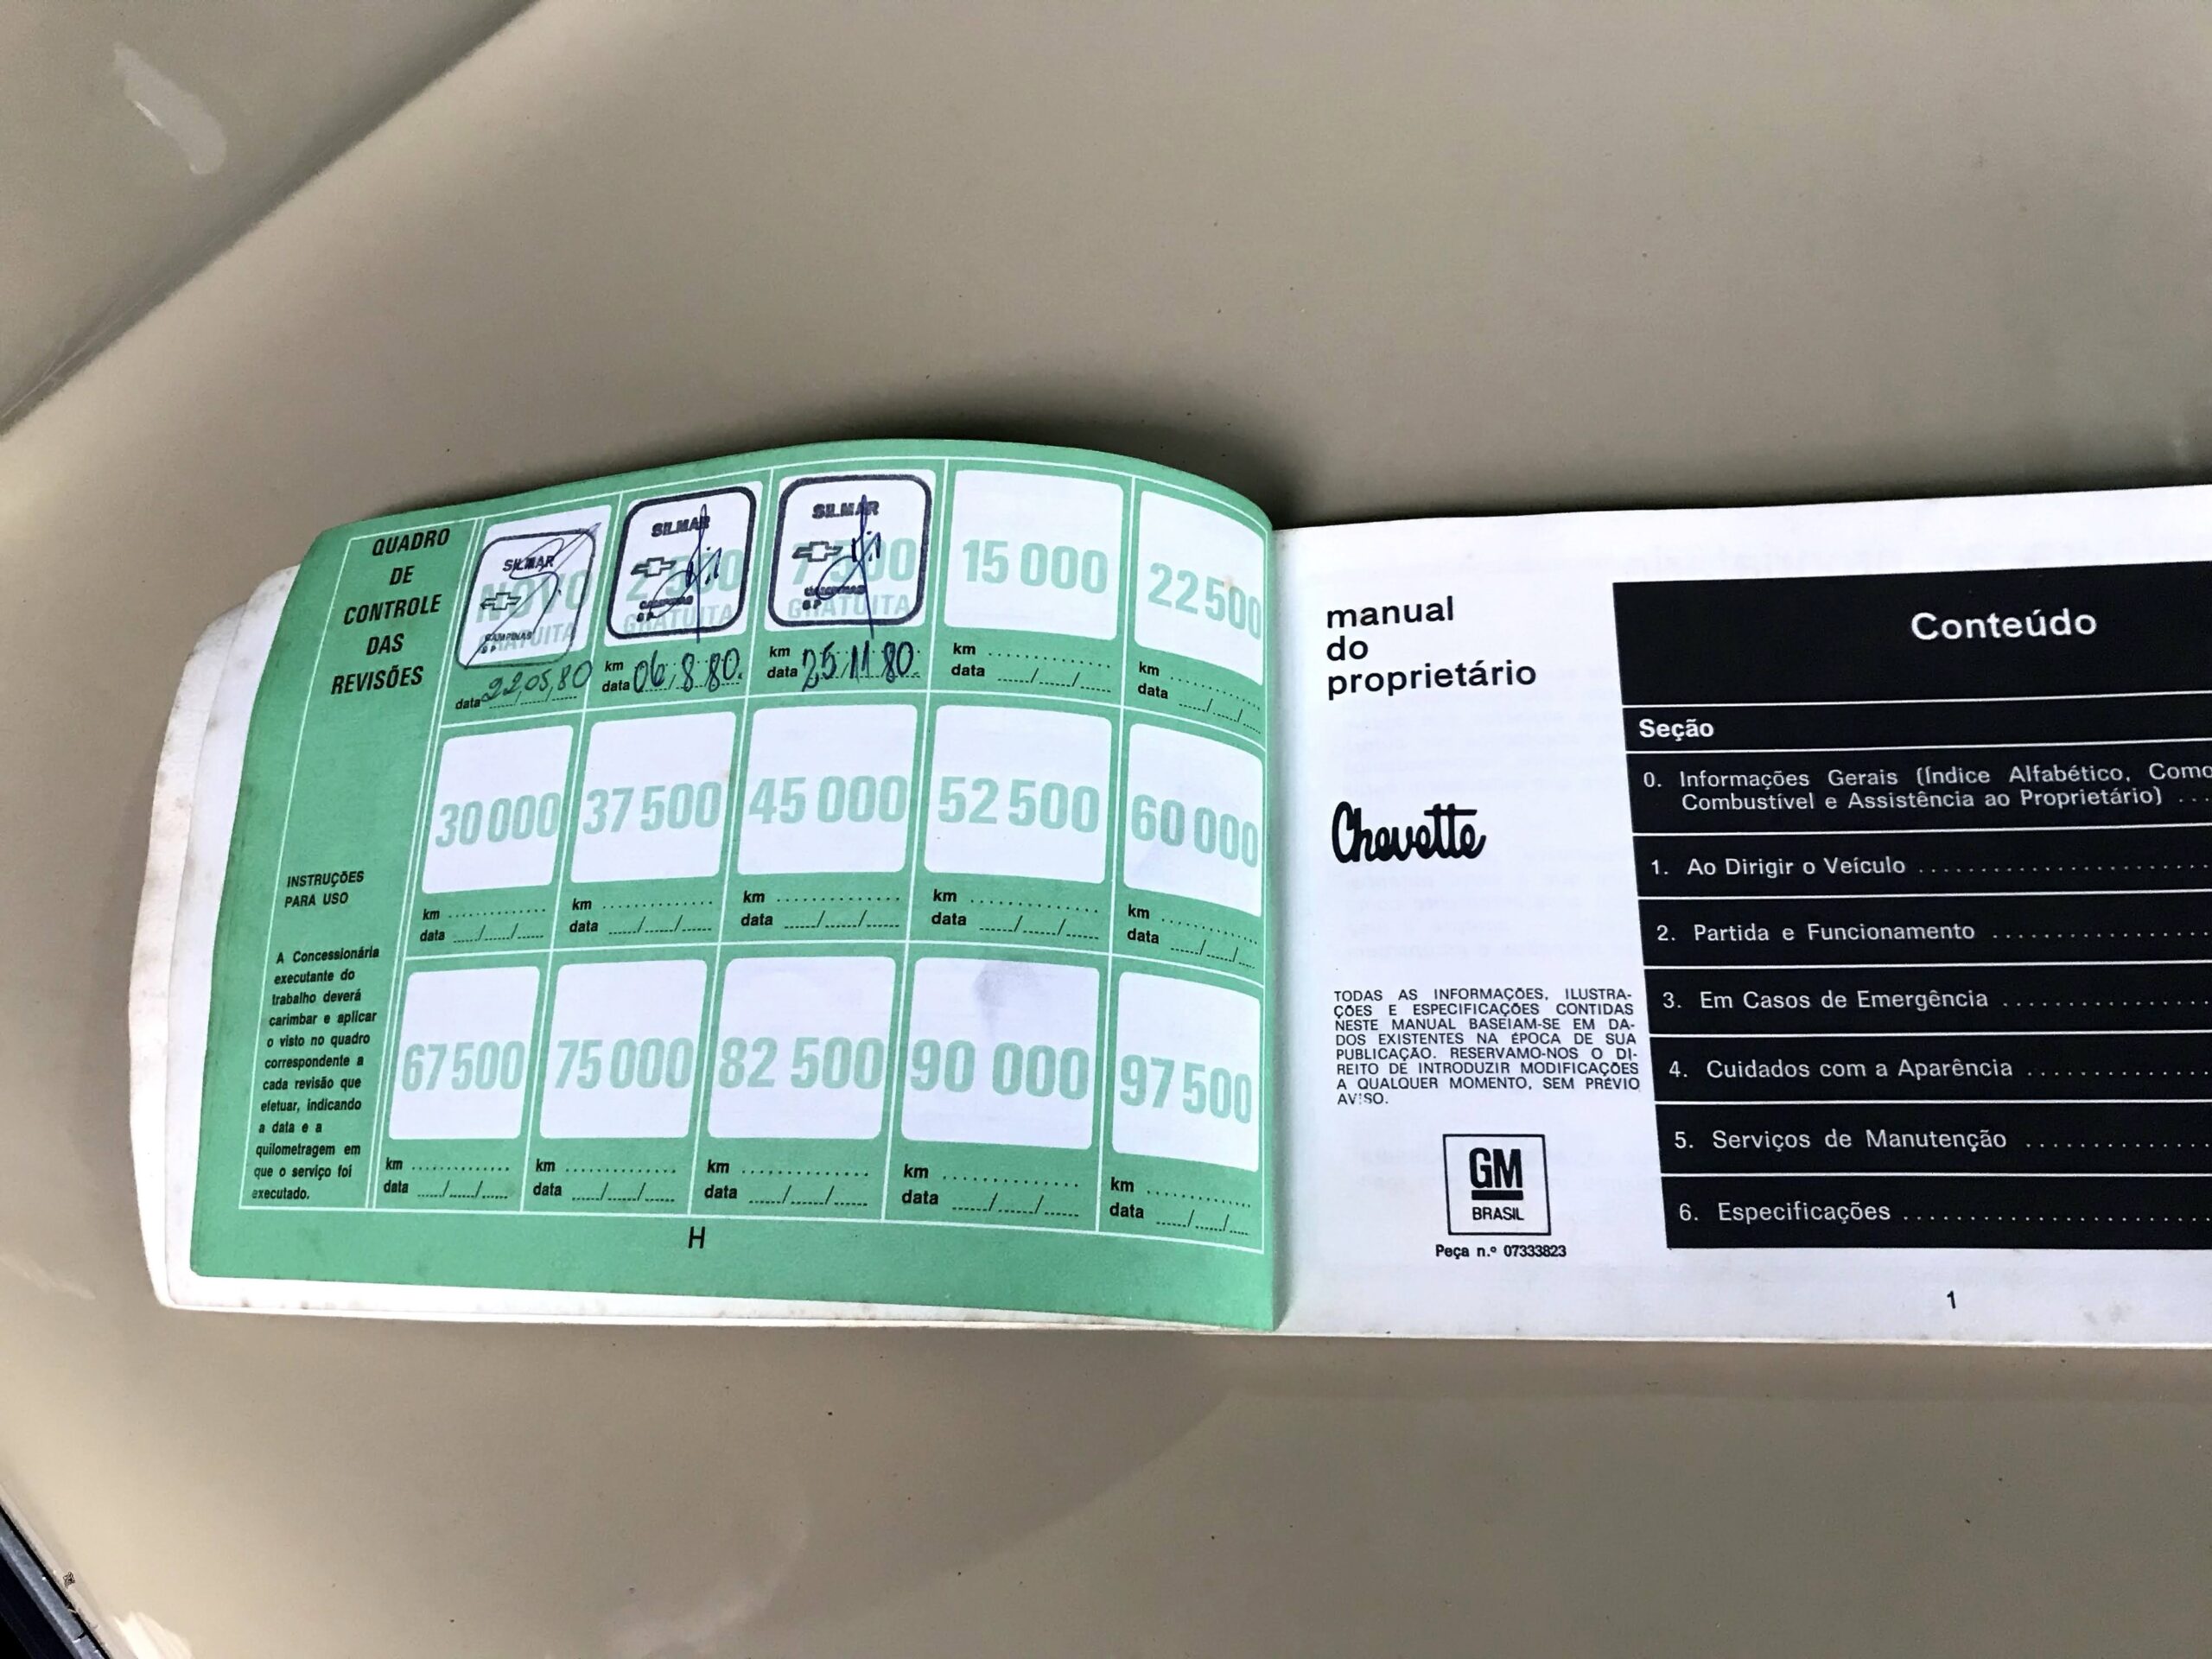 QUADRO
DE
CONTROLE
DAS
REVISÕES
INSTRUÇÕES
PARA USO
A Concessionária
executante do
trabalho deverá
carimbar e aplicar
o visto no quadro
correspondente a
cada revisão que
efetuar, indicando
a data e a
quilometragem em
que o serviço foi
executado.
NOVO
GRATUITA
SILMAR
CAMPINAS
S P
data 22/05/80
2 500
GRATUITA
SILMAR
CAMPINAS
S P
km
data 06/8/80.
7 500
GRATUITA
SILMAR
CAMPINAS
S P
km
data 25/11/80
15 000
km
data
22 500
km
data
30 000
km
data
37 500
km
data
45 000
km
data
52 500
km
data
60 000
km
data
67 500
km
data
75 000
km
data
82 500
km
data
90 000
km
data
97 500
km
data
H
manual
do
proprietário
Chevette
TODAS AS INFORMAÇÕES, ILUSTRA-
ÇÕES E ESPECIFICAÇÕES CONTIDAS
NESTE MANUAL BASEIAM-SE EM DA-
DOS EXISTENTES NA ÉPOCA DE SUA
PUBLICAÇÃO. RESERVAMO-NOS O DI-
REITO DE INTRODUZIR MODIFICAÇÕES
A QUALQUER MOMENTO, SEM PRÉVIO
AVISO.
GM
BRASIL
Peça n.º 07333823
Conteúdo
Seção
0. Informações Gerais (Índice Alfabético, Como
Combustível e Assistência ao Proprietário) ...
1. Ao Dirigir o Veículo
2. Partida e Funcionamento
3. Em Casos de Emergência
4. Cuidados com a Aparência
5. Serviços de Manutenção
6. Especificações
1